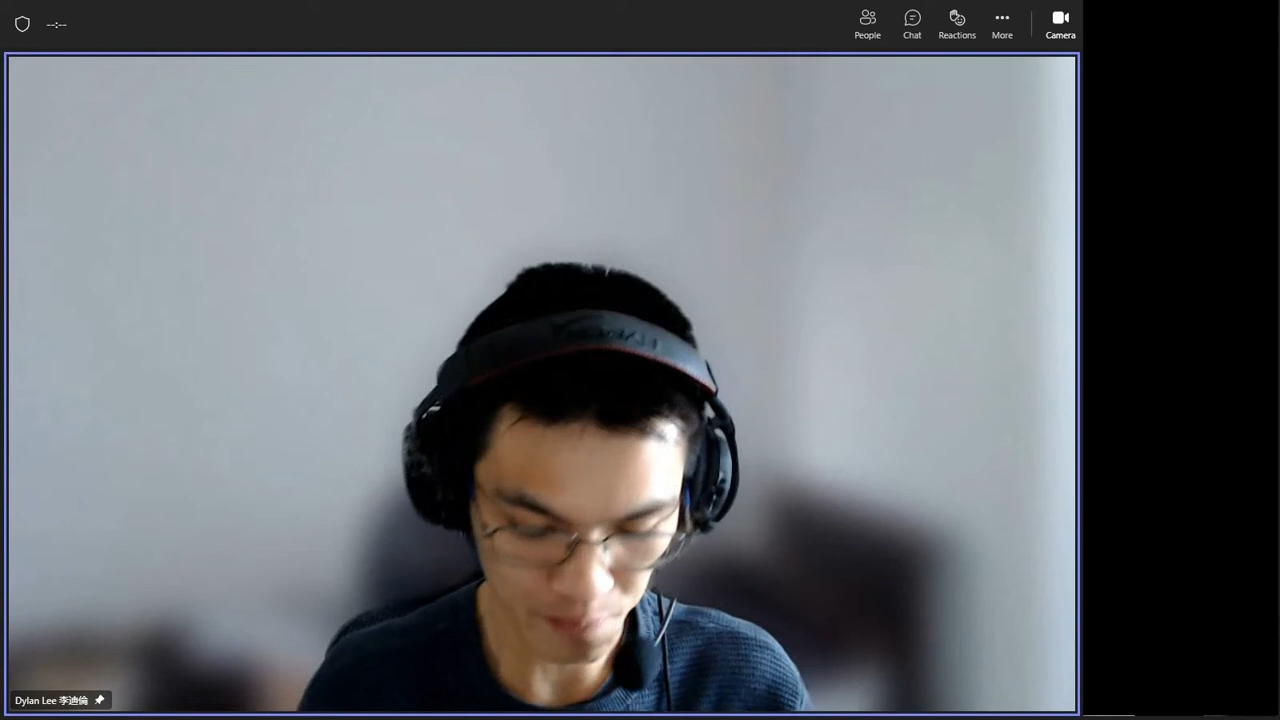 --:--
People
Chat
Reactions
More
Camera
Dylan Lee 李迪倫